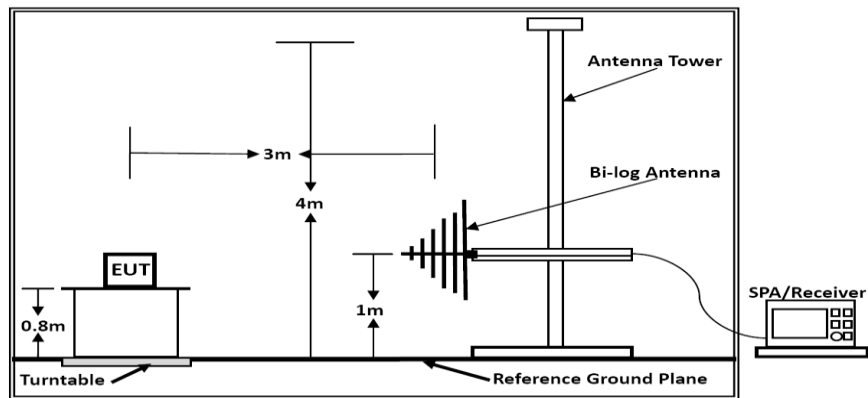 Antenna Tower
3m
Bi-log Antenna
4m
EUT
SPA/Receiver
1m
0.8m
Turntable
Reference Ground Plane